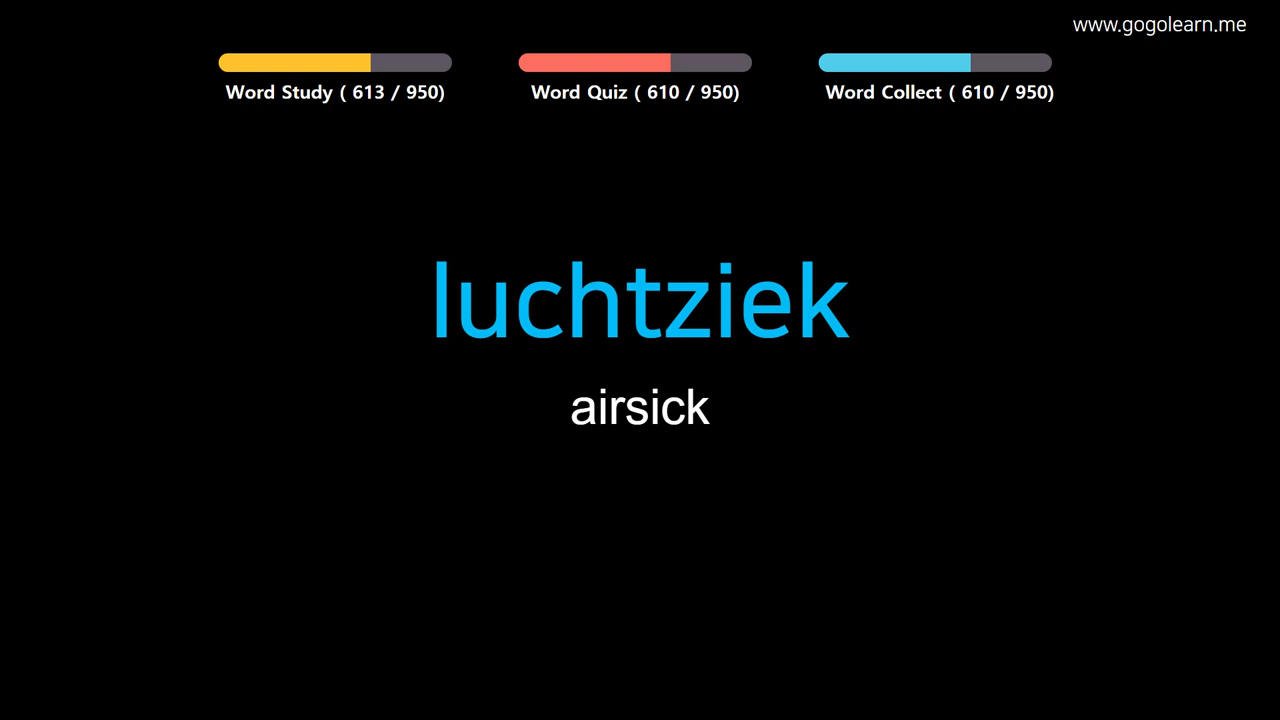 www.gogolearn.me
Word Study ( 613 / 950)
Word Quiz ( 610 / 950)
Word Collect ( 610 / 950)
luchtziek
airsick